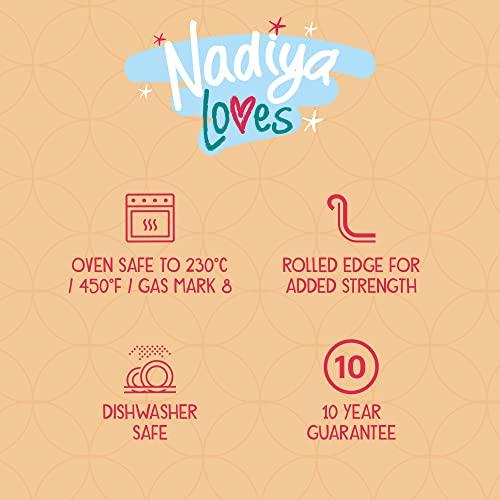 Nadiya
Loves
OVEN SAFE TO 230°C
/ 450°F / GAS MARK 8
ROLLED EDGE FOR
ADDED STRENGTH
DISHWASHER
SAFE
10
10 YEAR
GUARANTEE